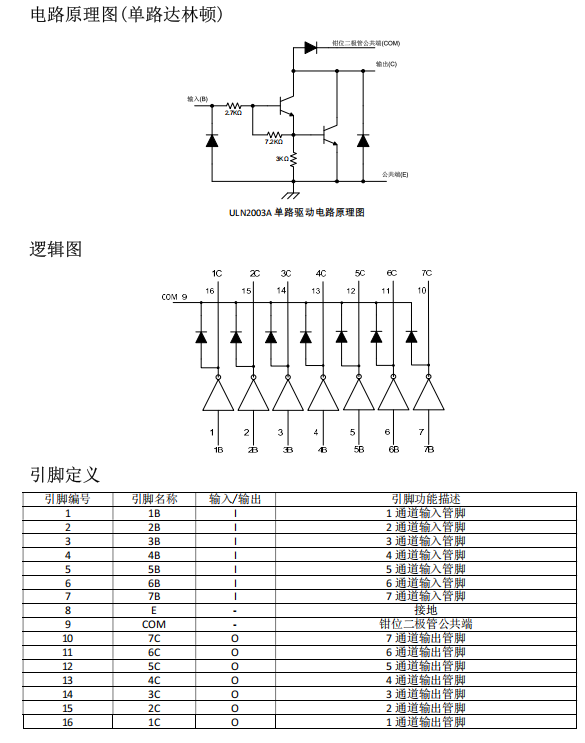 电路原理图(单路达林顿)
钳位二极管公共端(COM)
输出(C)
输入(B)
2.7KΩ
7.2KΩ
3KΩ
公共端(E)
ULN2003A 单路驱动电路原理图
逻辑图
1C 2C 3C 4C 5C 6C 7C
16 15 14 13 12 11 10
COM 9
1 2 3 4 5 6 7
1B 2B 3B 4B 5B 6B 7B
引脚定义
引脚编号 引脚名称 输入/输出 引脚功能描述
1 1B I 1 通道输入管脚
2 2B I 2 通道输入管脚
3 3B I 3 通道输入管脚
4 4B I 4 通道输入管脚
5 5B I 5 通道输入管脚
6 6B I 6 通道输入管脚
7 7B I 7 通道输入管脚
8 E - 接地
9 COM - 钳位二极管公共端
10 7C O 7 通道输出管脚
11 6C O 6 通道输出管脚
12 5C O 5 通道输出管脚
13 4C O 4 通道输出管脚
14 3C O 3 通道输出管脚
15 2C O 2 通道输出管脚
16 1C O 1 通道输出管脚